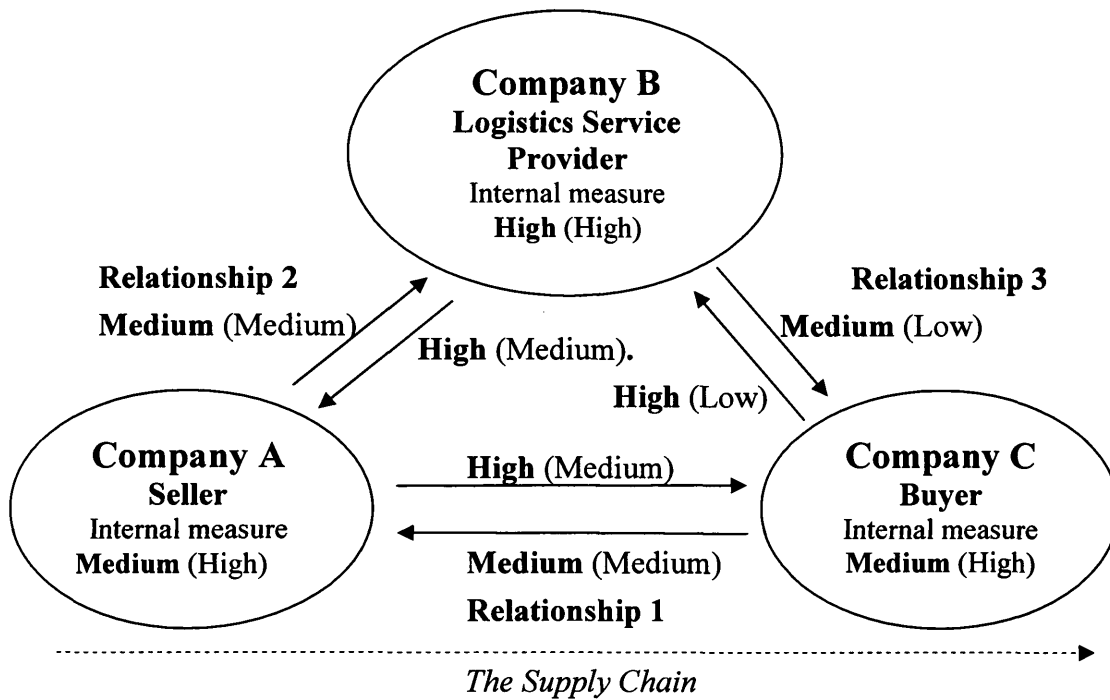 Company B
Logistics Service
Provider
Internal measure
High (High)
Relationship 2
Medium (Medium)
High (Medium).
Relationship 3
Medium (Low)
High (Low)
Company A
Seller
Internal measure
Medium (High)
High (Medium)
Medium (Medium)
Relationship 1
Company C
Buyer
Internal measure
Medium (High)
The Supply Chain